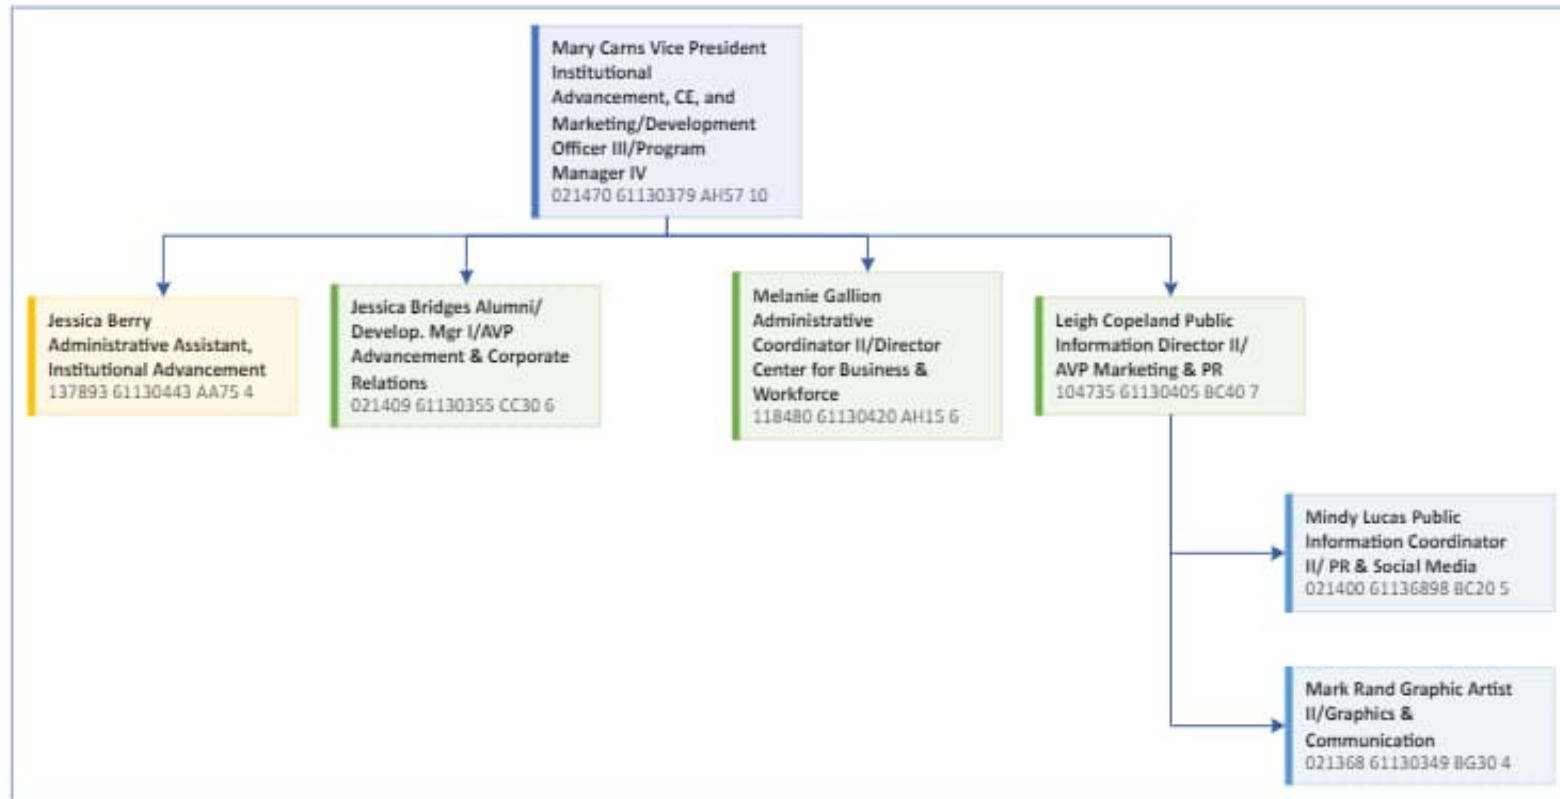 Mary Carns Vice President
Institutional
Advancement, CE, and
Marketing/Development
Officer III/Program
Manager IV
021470 61130379 AH57 10
Jessica Berry
Administrative Assistant,
Institutional Advancement
137893 61130443 AA75 4
Jessica Bridges Alumni/
Develop. Mgr I/AVP
Advancement & Corporate
Relations
021409 61130355 CC30 6
Melanie Gallion
Administrative
Coordinator II/Director
Center for Business &
Workforce
118480 61130420 AH15 6
Leigh Copeland Public
Information Director II/
AVP Marketing & PR
104735 61130405 BC40 7
Mindy Lucas Public
Information Coordinator
II/ PR & Social Media
021400 61136898 BC20 5
Mark Rand Graphic Artist
II/Graphics &
Communication
021368 61130349 BG30 4